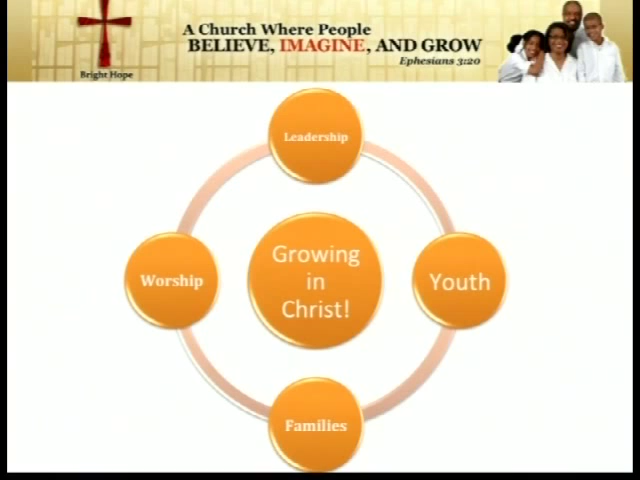 A Church Where People
BELIEVE, IMAGINE, AND GROW
Ephesians 3:20
Bright Hope
Leadership
Worship
Growing
in
Christ!
Youth
Families